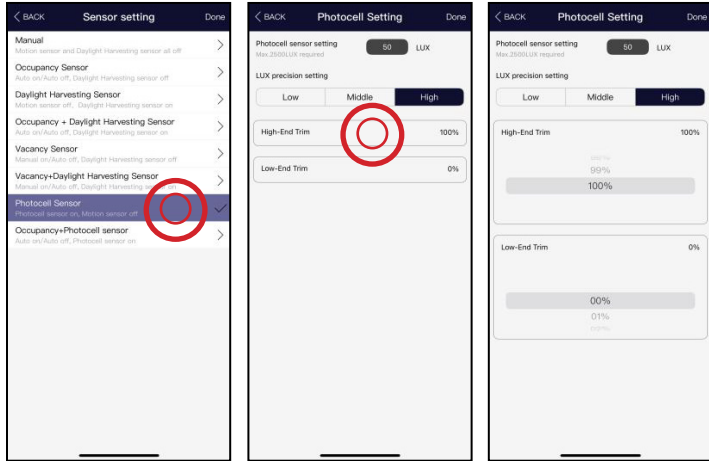 BACK Sensor setting Done
Manual
Motion sensor and Daylight Harvesting sensor all off
Occupancy Sensor
Auto on/Auto off, Daylight Harvesting sensor off
Daylight Harvesting Sensor
Motion sensor off, Daylight Harvesting sensor on
Occupancy + Daylight Harvesting Sensor
Auto on/Auto off, Daylight Harvesting sensor on
Vacancy Sensor
Manual on/Auto off, Daylight Harvesting sensor off
Vacancy+Daylight Harvesting Sensor
Manual on/Auto off, Daylight Harvesting sensor on
Photocell Sensor
Photocell sensor on, Motion sensor off
Occupancy+Photocell sensor
Auto on/Auto off, Photocell sensor on
BACK Photocell Setting Done
Photocell sensor setting
Max.2600LUX required
50 LUX
LUX precision setting
Low Middle High
High-End Trim 100%
Low-End Trim 0%
BACK Photocell Setting Done
Photocell sensor setting
Max.2600LUX required
50 LUX
LUX precision setting
Low Middle High
High-End Trim 100%
99%
100%
Low-End Trim 0%
00%
01%